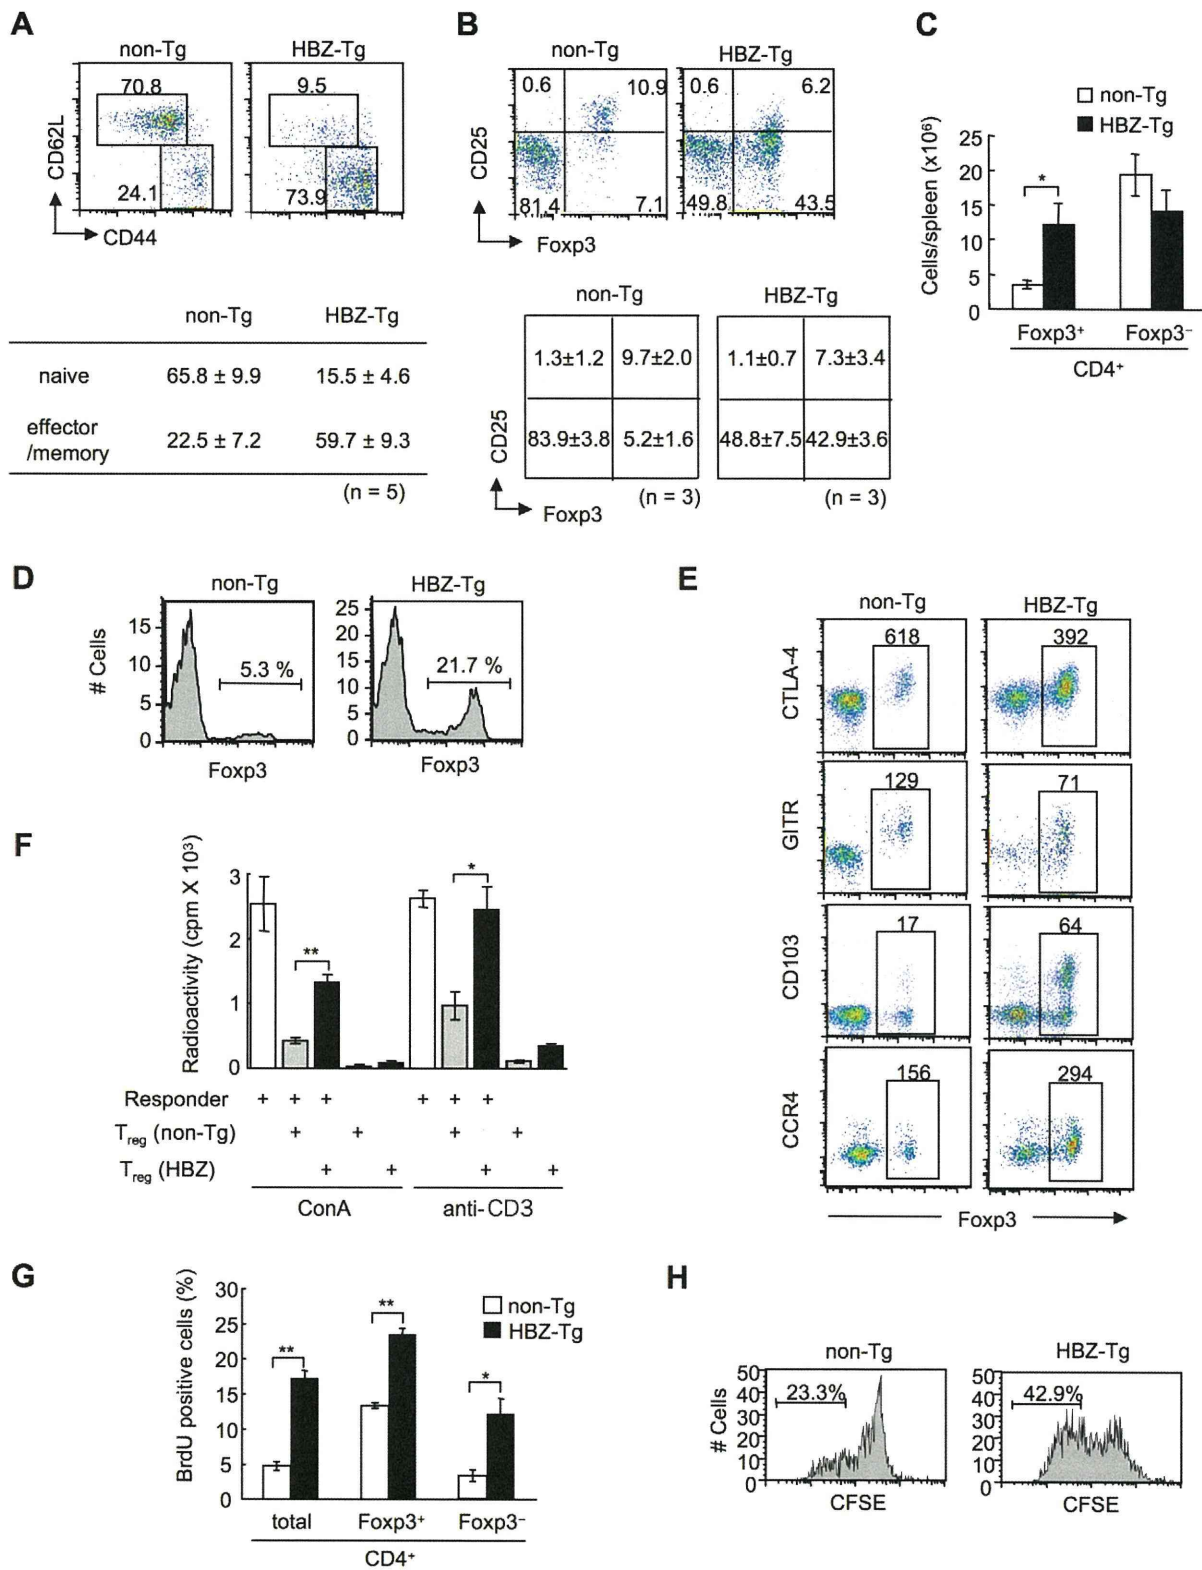 A
non-Tg
HBZ-Tg
70.8
9.5
24.1
73.9
CD62L
CD44
non-Tg
HBZ-Tg
naive
65.8 ± 9.9
15.5 ± 4.6
effector
/memory
22.5 ± 7.2
59.7 ± 9.3
(n = 5)
B
non-Tg
HBZ-Tg
0.6
10.9
0.6
6.2
81.4
7.1
49.8
43.5
CD25
Foxp3
non-Tg
HBZ-Tg
1.3±1.2
9.7±2.0
1.1±0.7
7.3±3.4
83.9±3.8
5.2±1.6
48.8±7.5
42.9±3.6
CD25
(n = 3)
(n = 3)
Foxp3
C
non-Tg
HBZ-Tg
Cells/spleen (x10⁶)
25
20
15
10
5
0
*
Foxp3⁺
Foxp3⁻
CD4⁺
D
non-Tg
HBZ-Tg
# Cells
15
10
5
0
5.3 %
25
20
15
10
5
0
21.7 %
Foxp3
Foxp3
E
non-Tg
HBZ-Tg
CTLA-4
618
392
GITR
129
71
CD103
17
64
CCR4
156
294
Foxp3
F
Radioactivity (cpm X 10³)
3
2
1
0
**
*
Responder
+ + + + + +
Treg (non-Tg)
+ + + +
Treg (HBZ)
+ + + +
ConA
anti-CD3
G
BrdU positive cells (%)
30
25
20
15
10
5
0
non-Tg
HBZ-Tg
**
**
*
total
Foxp3⁺
Foxp3⁻
CD4⁺
H
non-Tg
HBZ-Tg
# Cells
50
40
30
20
10
0
23.3%
50
40
30
20
10
0
42.9%
CFSE
CFSE